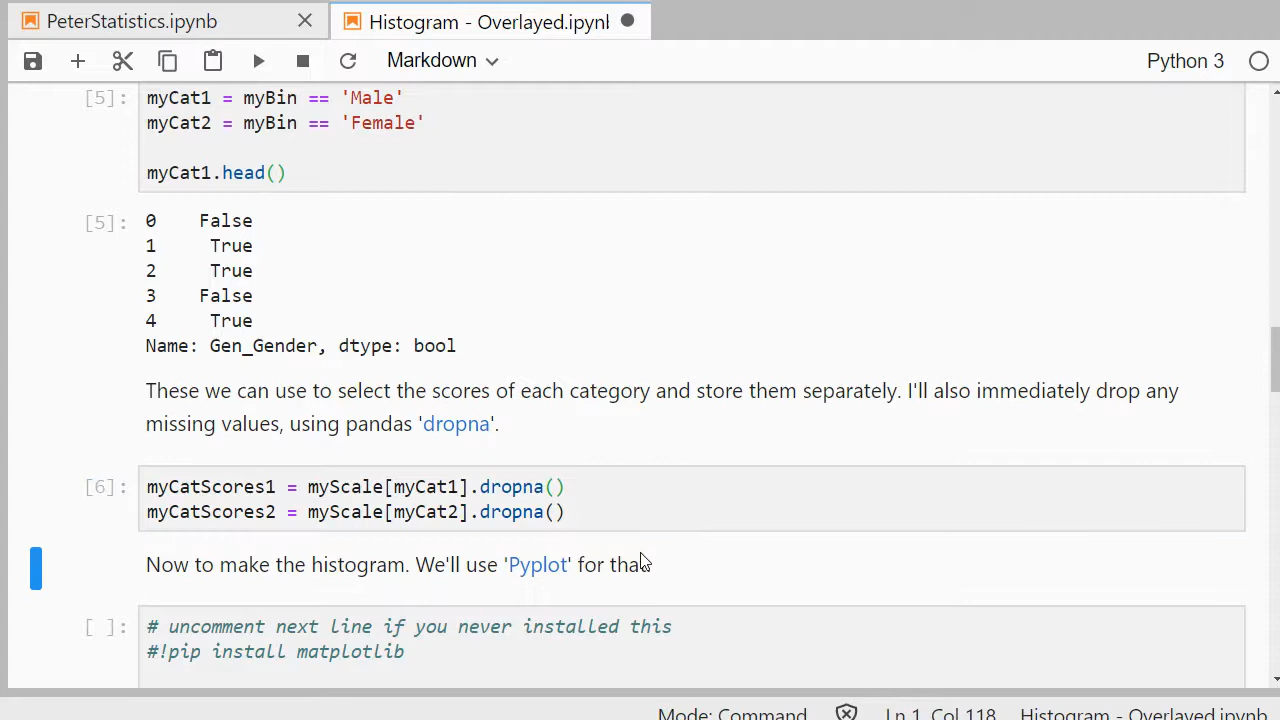 PeterStatistics.ipynb
Histogram - Overlayed.ipynb
Markdown
Python 3
[5]: myCat1 = myBin == 'Male'
myCat2 = myBin == 'Female'
myCat1.head()
[5]: 0 False
1 True
2 True
3 False
4 True
Name: Gen_Gender, dtype: bool
These we can use to select the scores of each category and store them separately. I'll also immediately drop any
missing values, using pandas 'dropna'.
[6]: myCatScores1 = myScale[myCat1].dropna()
myCatScores2 = myScale[myCat2].dropna()
Now to make the histogram. We'll use 'Pyplot' for that.
[ ]: # uncomment next line if you never installed this
#!pip install matplotlib
Mode: Command Ln 1, Col 118 Histogram - Overlayed.ipynb